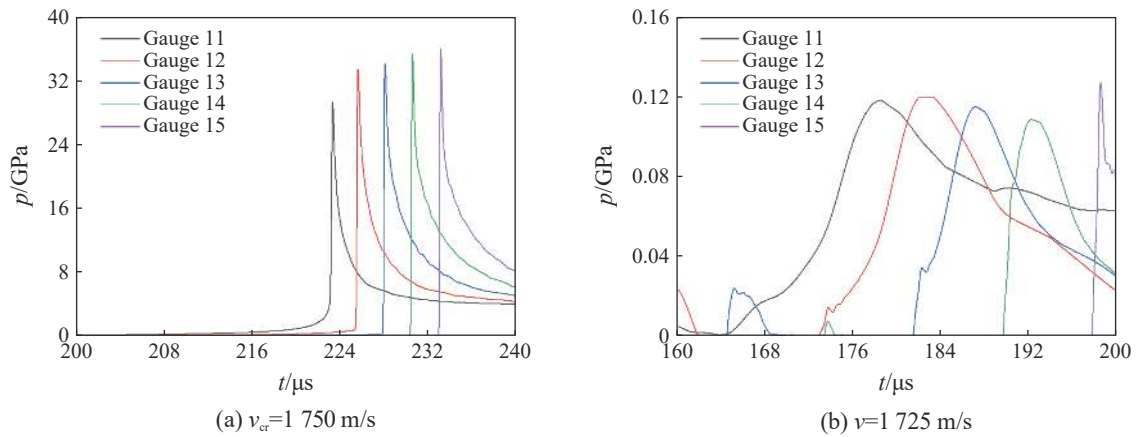 40
32
24
16
8
0
p/GPa
Gauge 11
Gauge 12
Gauge 13
Gauge 14
Gauge 15
200 208 216 224 232 240
t/μs
(a) v_cr=1 750 m/s
0.16
0.12
0.08
0.04
0
p/GPa
Gauge 11
Gauge 12
Gauge 13
Gauge 14
Gauge 15
160 168 176 184 192 200
t/μs
(b) v=1 725 m/s